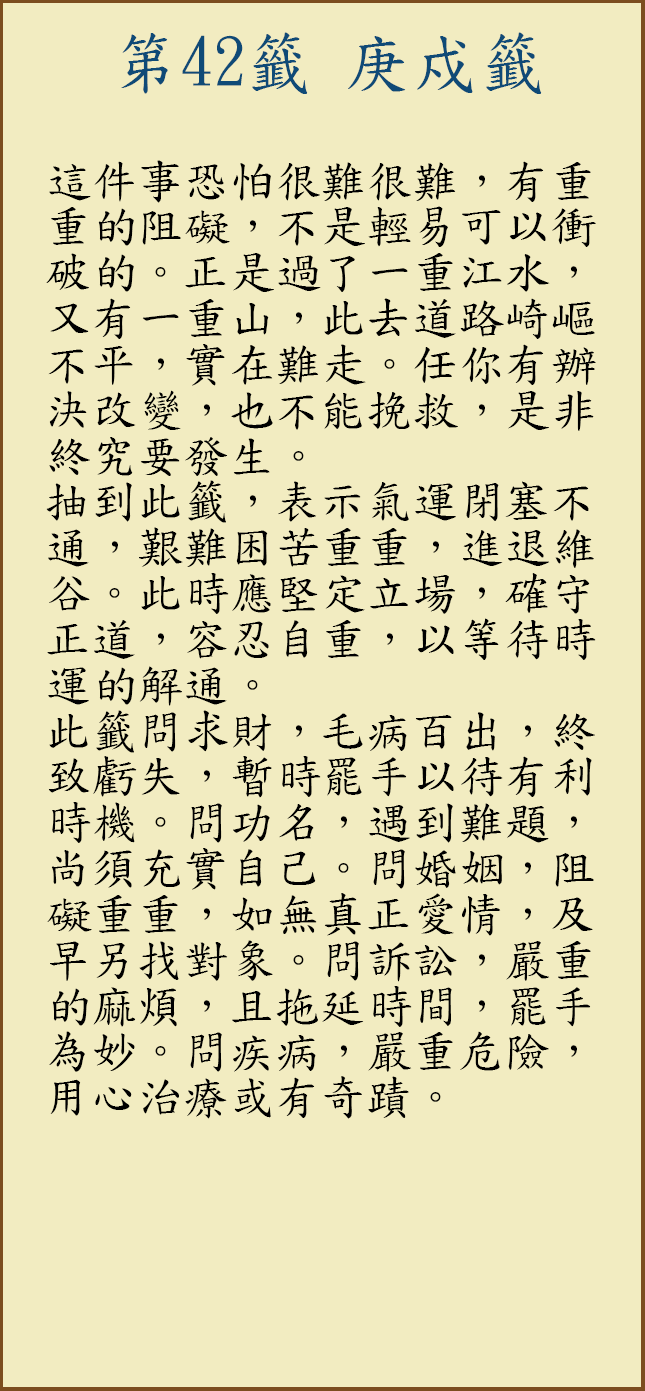 第42籤 庚戌籤
這件事恐怕很難很難，有重
重的阻礙，不是輕易可以衝
破的。正是過了一重江水，
又有一重山，此去道路崎嶇
不平，實在難走。任你有辦
決改變，也不能挽救，是非
終究要發生。
抽到此籤，表示氣運閉塞不
通，艱難困苦重重，進退維
谷。此時應堅定立場，確守
正道，容忍自重，以等待時
運的解通。
此籤問求財，毛病百出，終
致虧失，暫時罷手以待有利
時機。問功名，遇到難題，
尚須充實自己。問婚姻，阻
礙重重，如無真正愛情，及
早另找對象。問訴訟，嚴重
的麻煩，且拖延時間，罷手
為妙。問疾病，嚴重危險，
用心治療或有奇蹟。